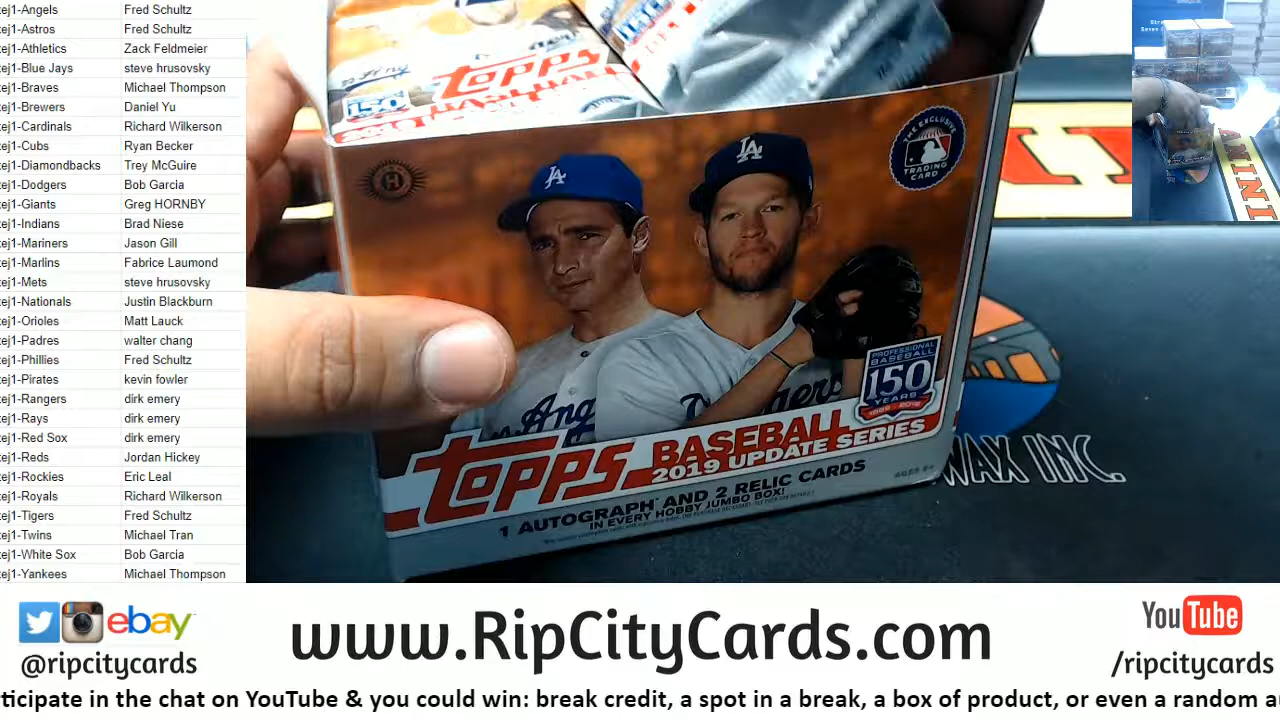 ej1-Angels Fred Schultz
ej1-Astros Fred Schultz
ej1-Athletics Zack Feldmeier
ej1-Blue Jays steve hrusovsky
ej1-Braves Michael Thompson
ej1-Brewers Daniel Yu
ej1-Cardinals Richard Wilkerson
ej1-Cubs Ryan Becker
ej1-Diamondbacks Trey McGuire
ej1-Dodgers Bob Garcia
ej1-Giants Greg HORNBY
ej1-Indians Brad Niese
ej1-Mariners Jason Gill
ej1-Marlins Fabrice Laumond
ej1-Mets steve hrusovsky
ej1-Nationals Justin Blackburn
ej1-Orioles Matt Lauck
ej1-Padres walter chang
ej1-Phillies Fred Schultz
ej1-Pirates kevin fowler
ej1-Rangers dirk emery
ej1-Rays dirk emery
ej1-Red Sox dirk emery
ej1-Reds Jordan Hickey
ej1-Rockies Eric Leal
ej1-Royals Richard Wilkerson
ej1-Tigers Fred Schultz
ej1-Twins Michael Tran
ej1-White Sox Bob Garcia
ej1-Yankees Michael Thompson
topps
150
THE EXCLUSIVE
TRADING
CARD
H
LA
LA
PROFESSIONAL
BASEBALL
150
YEARS
1869 - 2019
topps BASEBALL
2019 UPDATE SERIES
1 AUTOGRAPH AND 2 RELIC CARDS
IN EVERY HOBBY JUMBO BOX!
WAX INC.
NINI
ebay
@ripcitycards
www.RipCityCards.com
YouTube
/ripcitycards
ticipate in the chat on YouTube & you could win: break credit, a spot in a break, a box of product, or even a random a